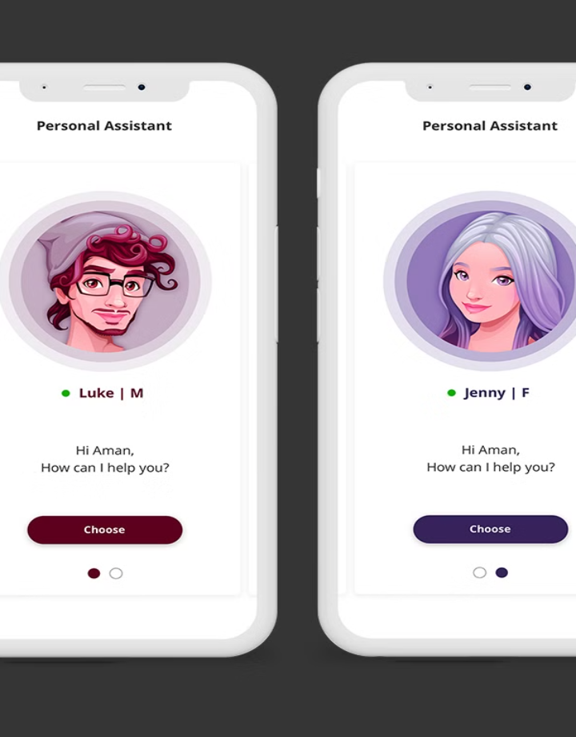 Personal Assistant
Luke | M
Hi Aman,
How can I help you?
Choose
Personal Assistant
Jenny | F
Hi Aman,
How can I help you?
Choose